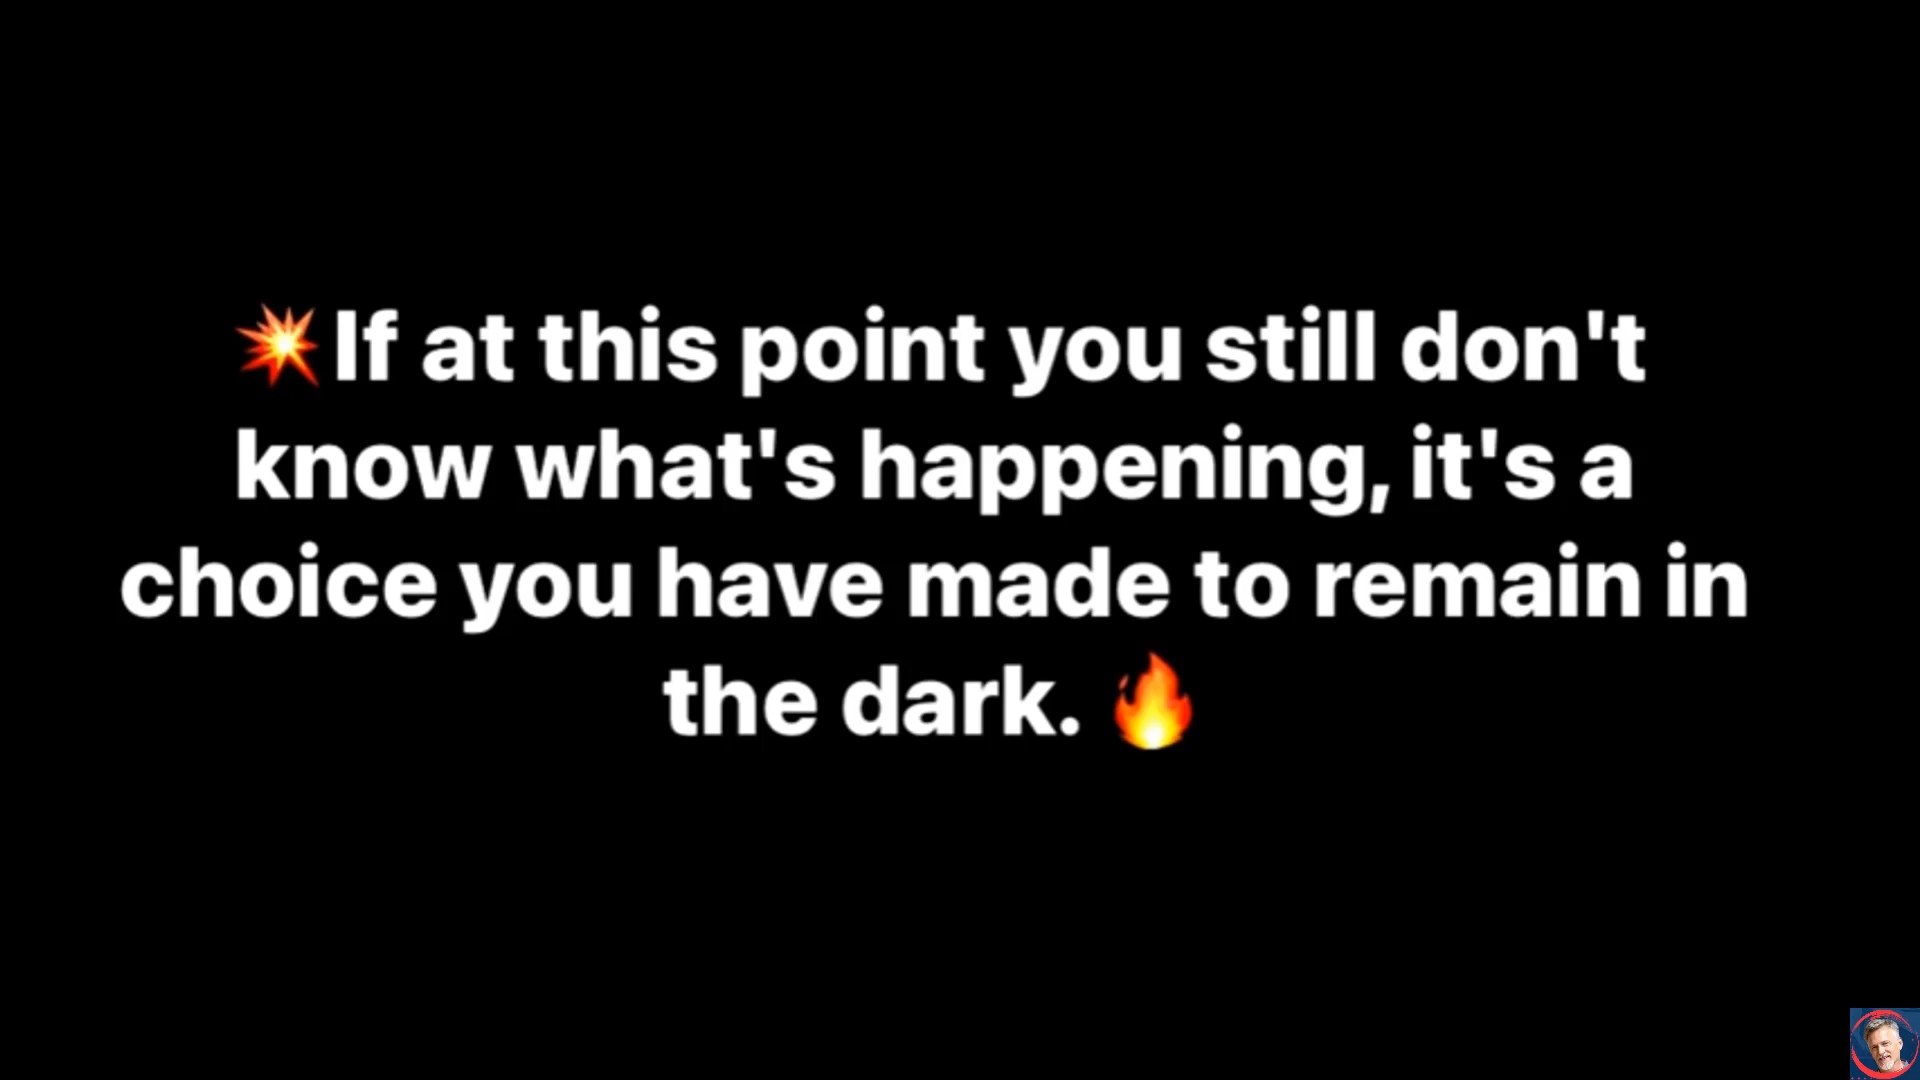 💥If at this point you still don't
know what's happening, it's a
choice you have made to remain in
the dark. 🔥